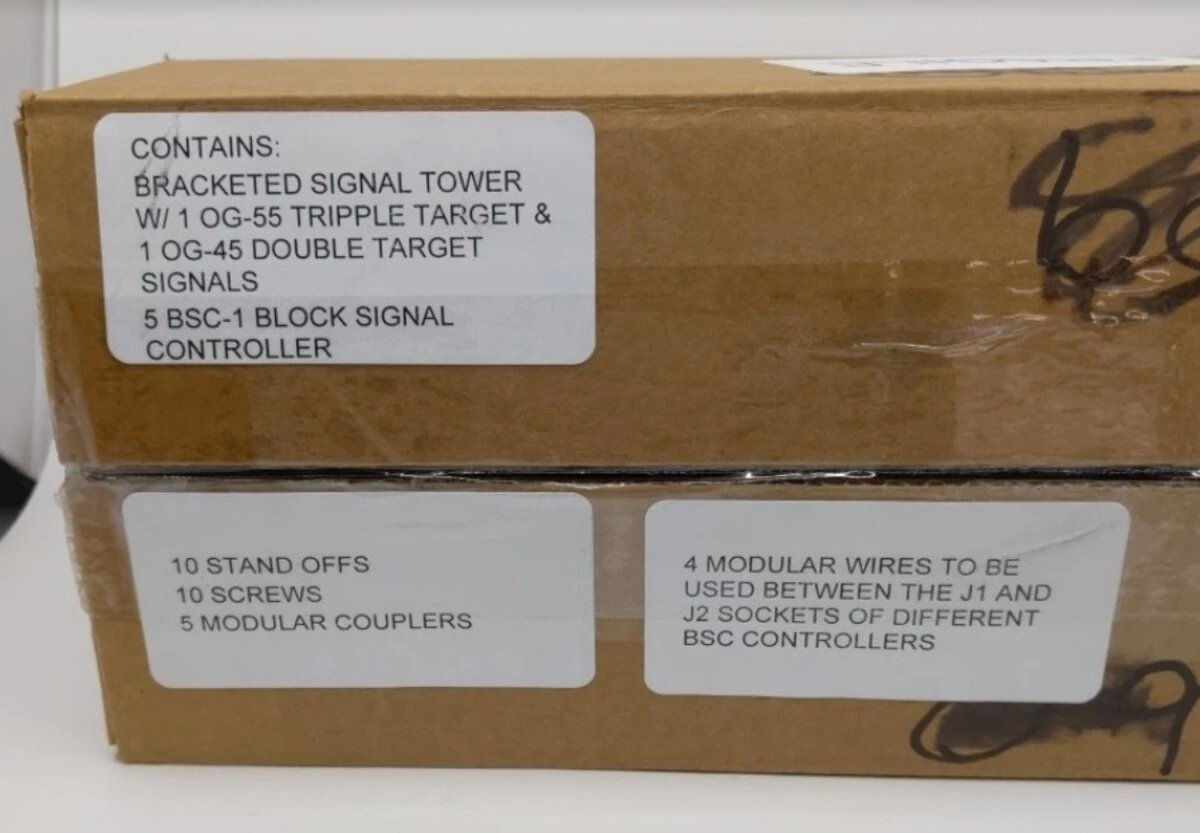 CONTAINS:
BRACKETED SIGNAL TOWER
W/ 1 OG-55 TRIPPLE TARGET &
1 OG-45 DOUBLE TARGET
SIGNALS
5 BSC-1 BLOCK SIGNAL
CONTROLLER
10 STAND OFFS
10 SCREWS
5 MODULAR COUPLERS
4 MODULAR WIRES TO BE
USED BETWEEN THE J1 AND
J2 SOCKETS OF DIFFERENT
BSC CONTROLLERS